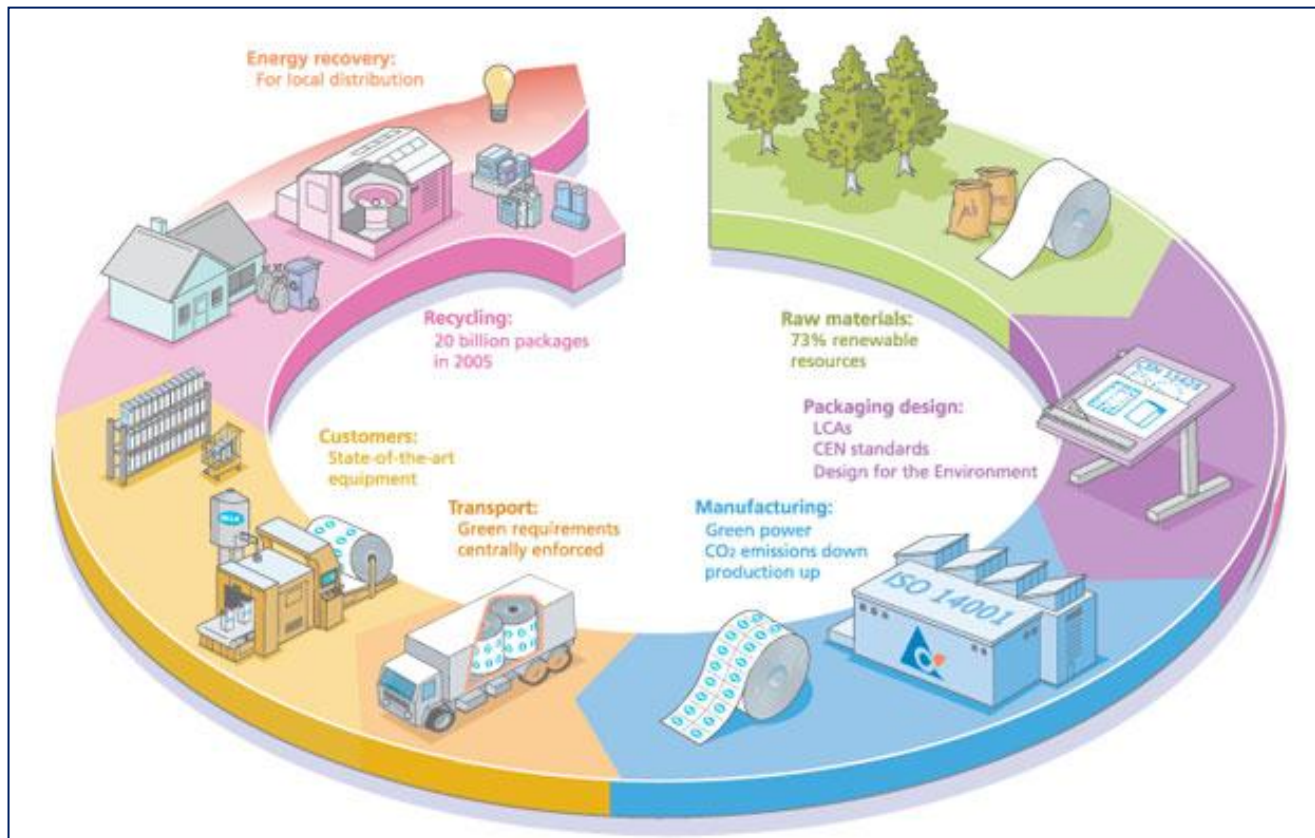 Energy recovery:
For local distribution
Recycling:
20 billion packages
in 2005
Raw materials:
73% renewable
resources
Packaging design:
LCAs
CEN standards
Design for the Environment
Customers:
State-of-the-art
equipment
Transport:
Green requirements
centrally enforced
Manufacturing:
Green power
CO₂ emissions down
production up
ISO 14001